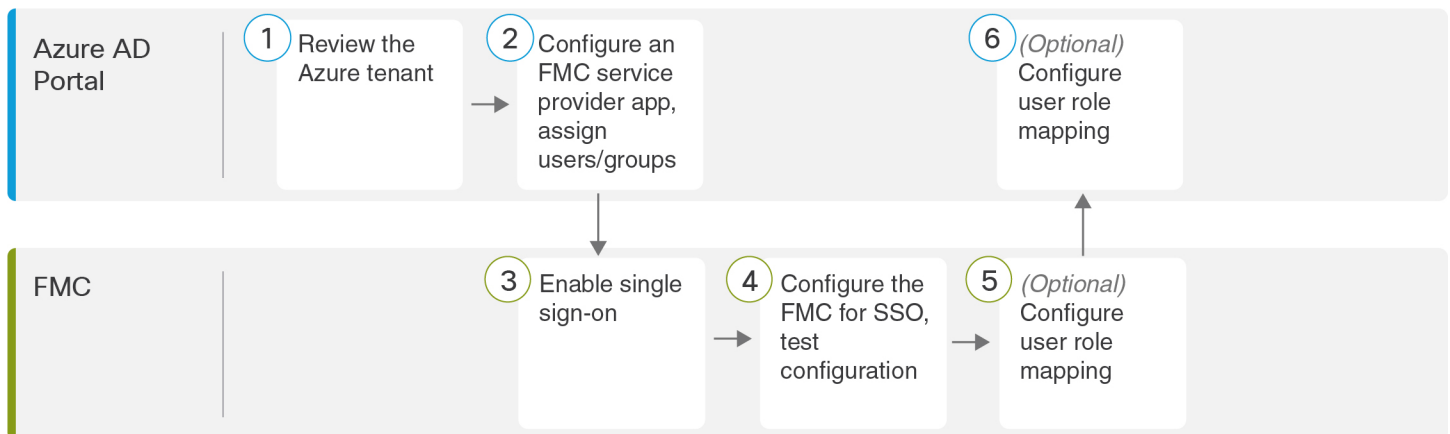 Azure AD
Portal
1
Review the
Azure tenant
2
Configure an
FMC service
provider app,
assign
users/groups
6
(Optional)
Configure
user role
mapping
FMC
3
Enable single
sign-on
4
Configure the
FMC for SSO,
test
configuration
5
(Optional)
Configure
user role
mapping